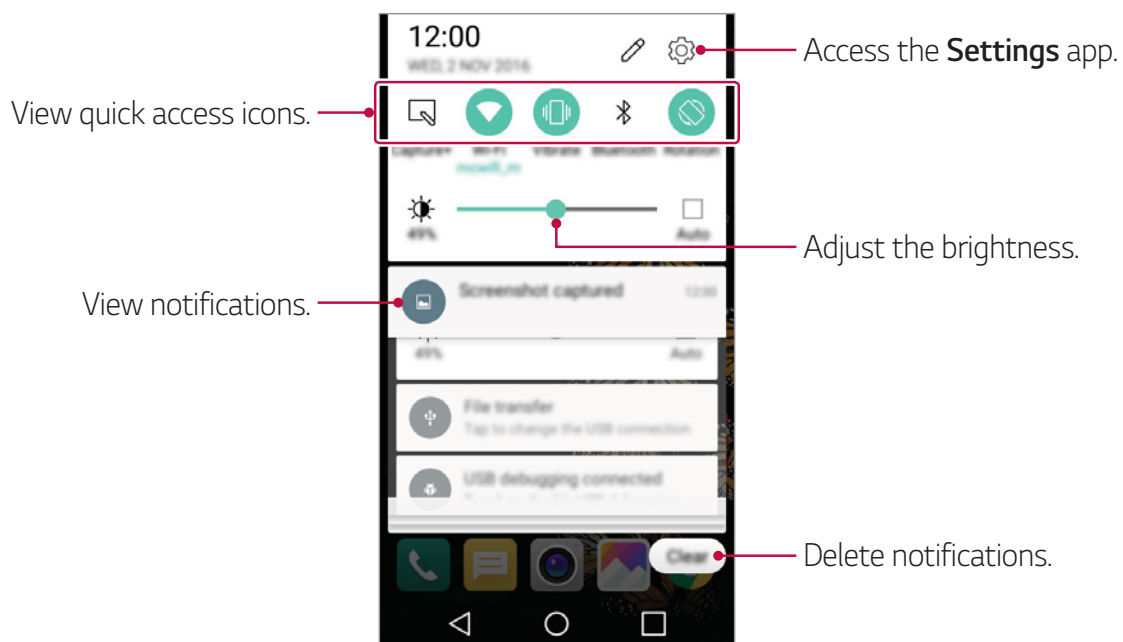 12:00
WED, 2 NOV 2016
Access the Settings app.
View quick access icons.
Capture+ Wi-Fi Vibrate Bluetooth Rotation
mcwifi_m
49% Auto
Adjust the brightness.
View notifications.
Screenshot captured 12:00
49% Auto
File transfer
Tap to change the USB connection
USB debugging connected
Clear
Delete notifications.